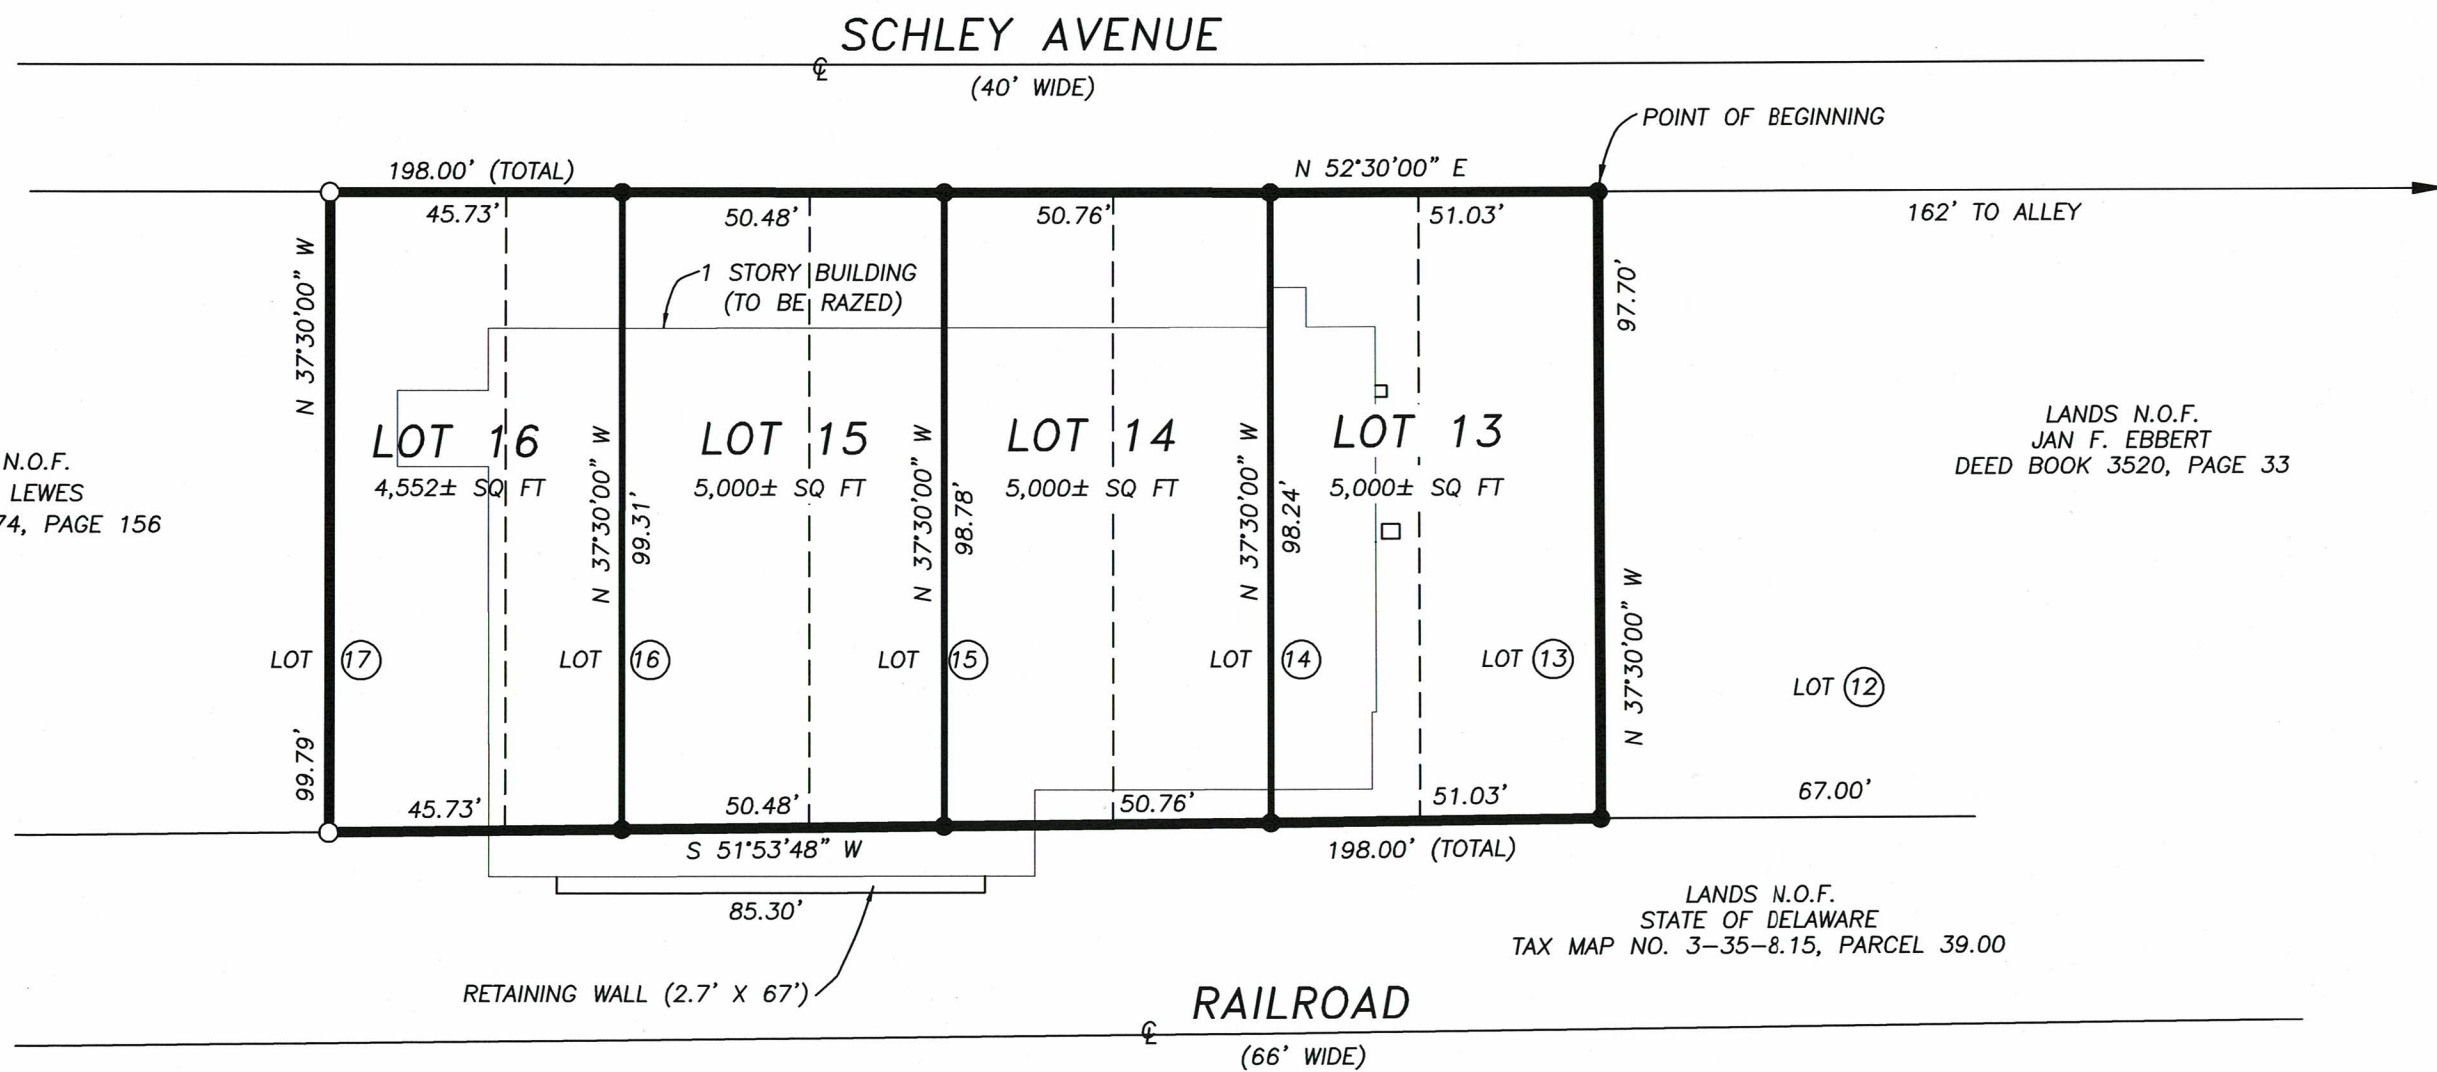 SCHLEY AVENUE
℄
(40' WIDE)
POINT OF BEGINNING
198.00' (TOTAL)
N 52°30'00" E
45.73'
50.48'
50.76'
51.03'
162' TO ALLEY
N 37°30'00" W
1 STORY BUILDING
(TO BE RAZED)
97.70'
LOT 16
4,552± SQ FT
LOT 15
5,000± SQ FT
LOT 14
5,000± SQ FT
LOT 13
5,000± SQ FT
N 37°30'00" W
99.31'
N 37°30'00" W
98.78'
N 37°30'00" W
98.24'
N.O.F.
LEWES
74, PAGE 156
LANDS N.O.F.
JAN F. EBBERT
DEED BOOK 3520, PAGE 33
LOT 17
LOT 16
LOT 15
LOT 14
LOT 13
N 37°30'00" W
LOT 12
99.79'
45.73'
50.48'
50.76'
51.03'
67.00'
S 51°53'48" W
198.00' (TOTAL)
85.30'
LANDS N.O.F.
STATE OF DELAWARE
TAX MAP NO. 3-35-8.15, PARCEL 39.00
RETAINING WALL (2.7' X 67')
RAILROAD
℄
(66' WIDE)